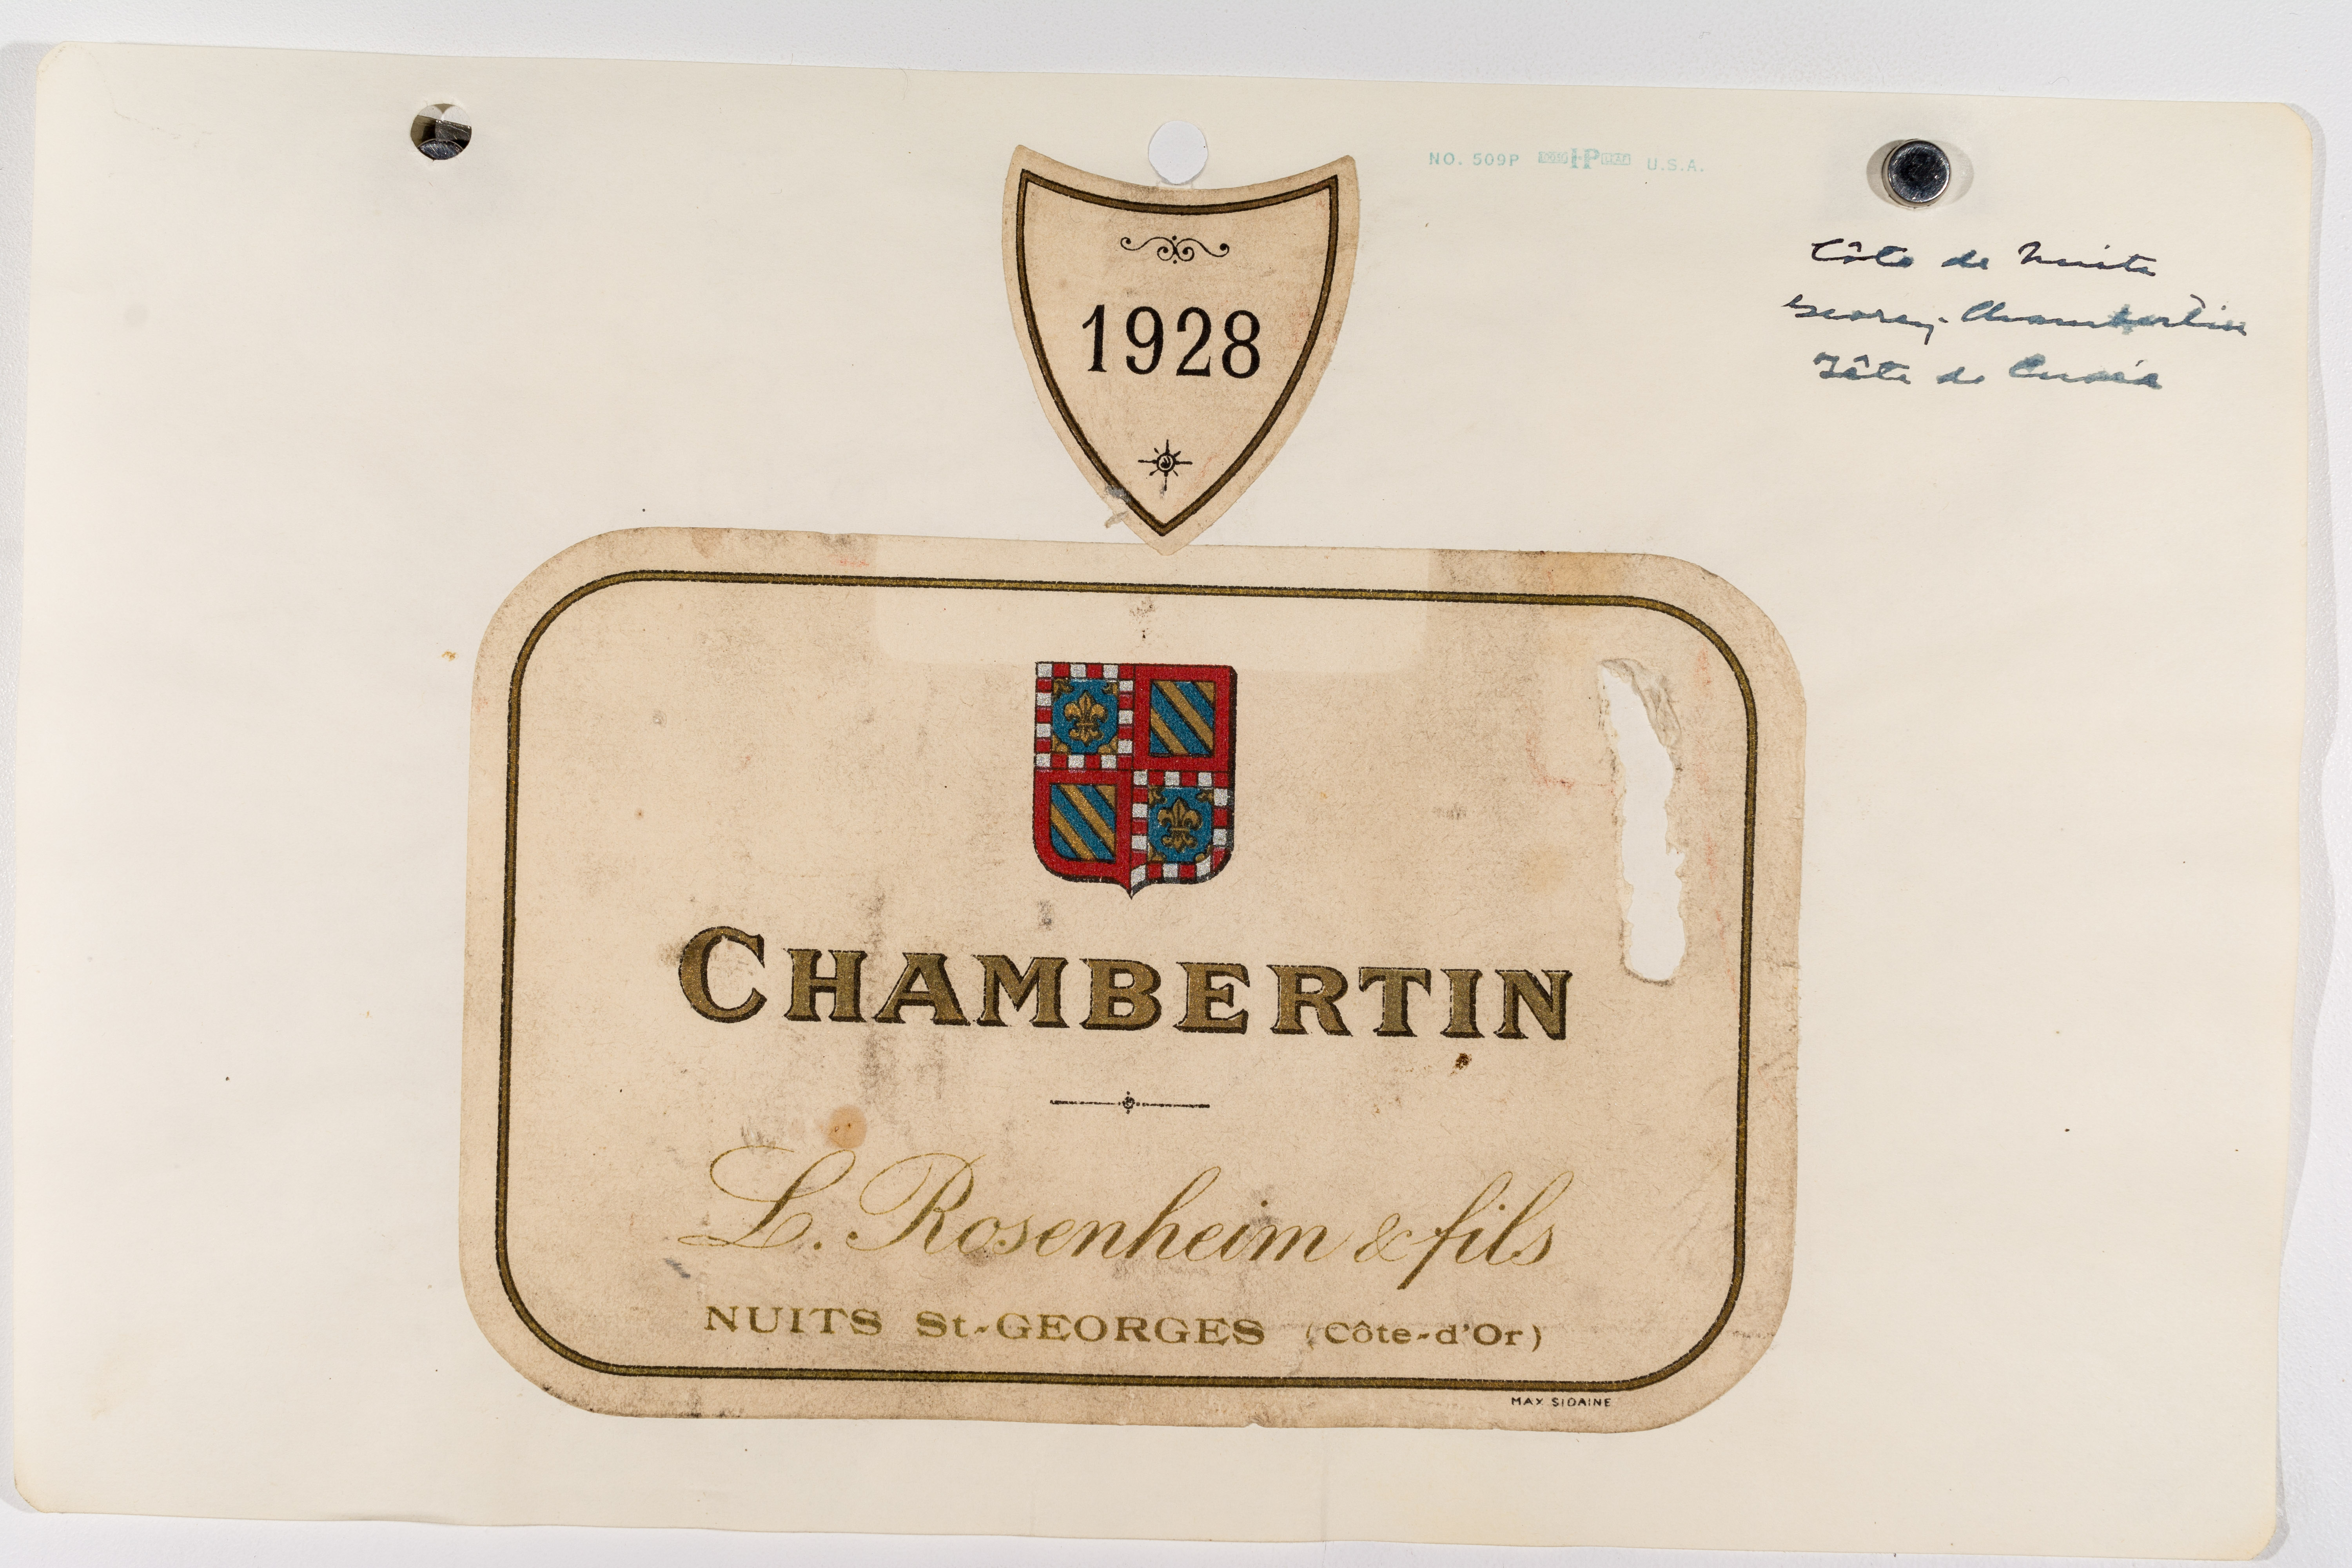 NO. 509P U.S.A.
1928
Côte de Nuits
Gevrey-Chambertin
Tête de Cuvée
CHAMBERTIN
L. Rosenheim & fils
NUITS St-GEORGES (Côte-d'Or)
MAX SIDAINE